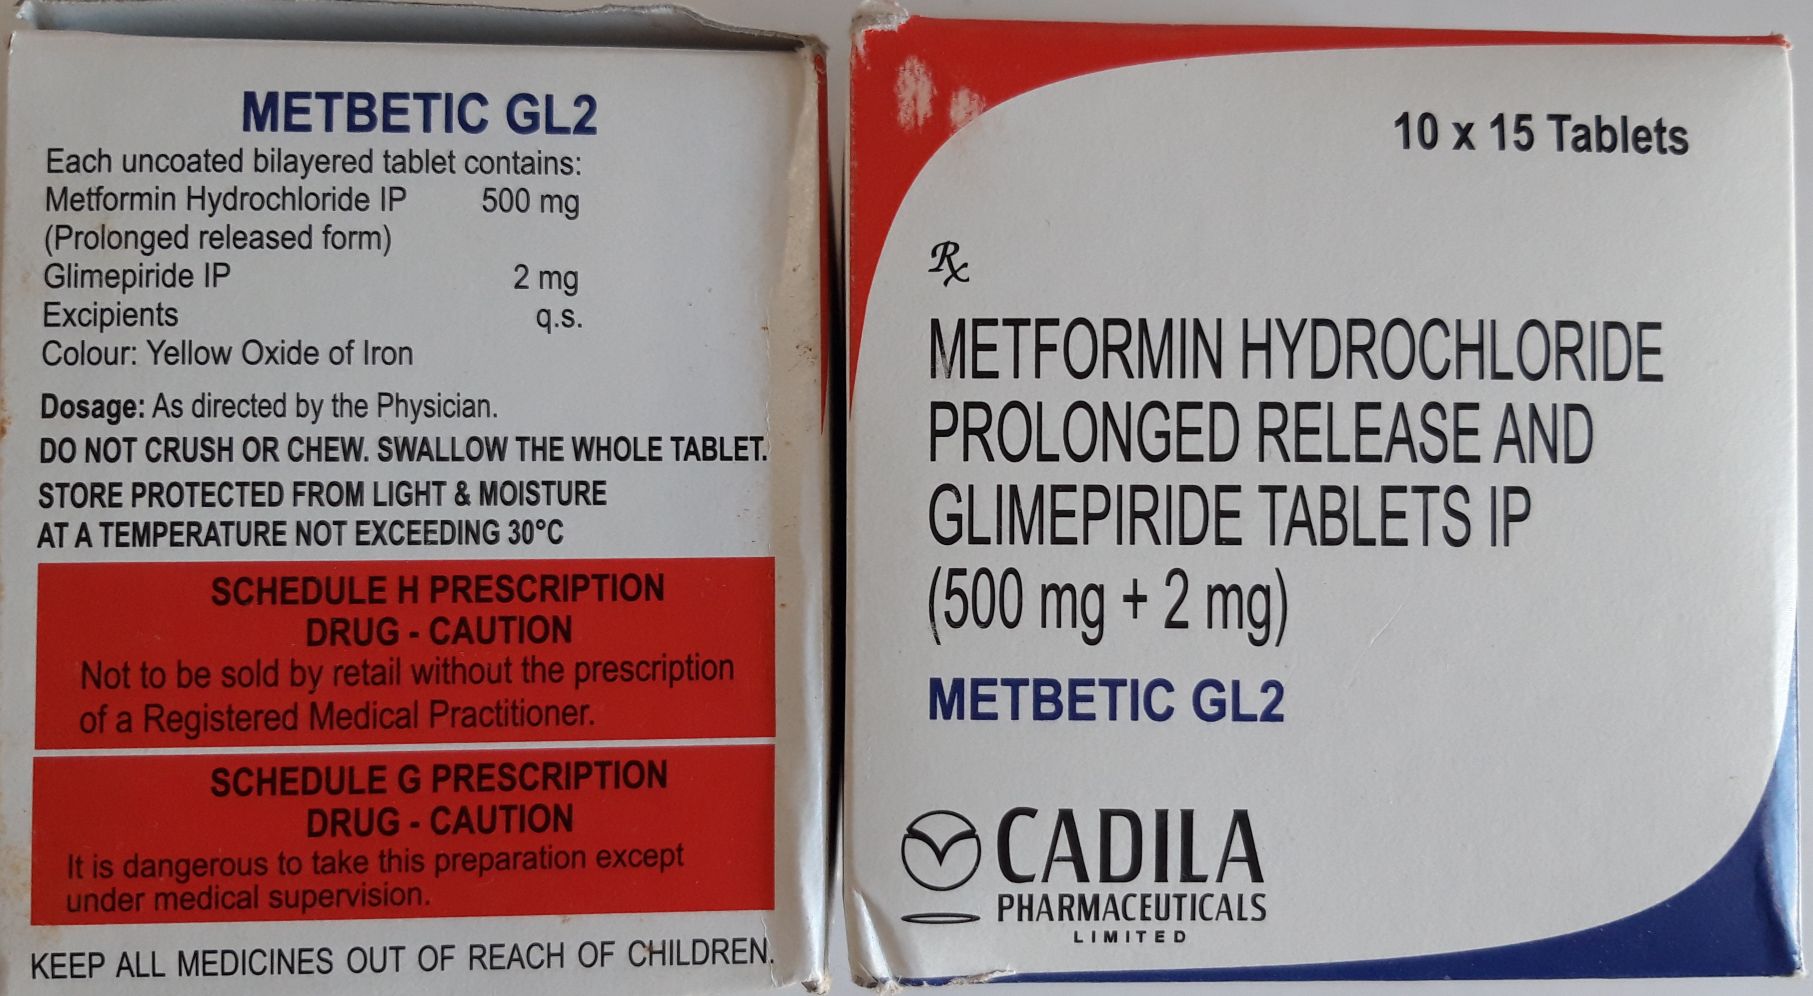 METBETIC GL2
Each uncoated bilayered tablet contains:
Metformin Hydrochloride IP 500 mg
(Prolonged released form)
Glimepiride IP 2 mg
Excipients q.s.
Colour: Yellow Oxide of Iron
Dosage: As directed by the Physician.
DO NOT CRUSH OR CHEW. SWALLOW THE WHOLE TABLET.
STORE PROTECTED FROM LIGHT & MOISTURE
AT A TEMPERATURE NOT EXCEEDING 30°C
SCHEDULE H PRESCRIPTION
DRUG - CAUTION
Not to be sold by retail without the prescription
of a Registered Medical Practitioner.
SCHEDULE G PRESCRIPTION
DRUG - CAUTION
It is dangerous to take this preparation except
under medical supervision.
KEEP ALL MEDICINES OUT OF REACH OF CHILDREN.
10 x 15 Tablets
Rx
METFORMIN HYDROCHLORIDE
PROLONGED RELEASE AND
GLIMEPIRIDE TABLETS IP
(500 mg + 2 mg)
METBETIC GL2
CADILA
PHARMACEUTICALS
LIMITED